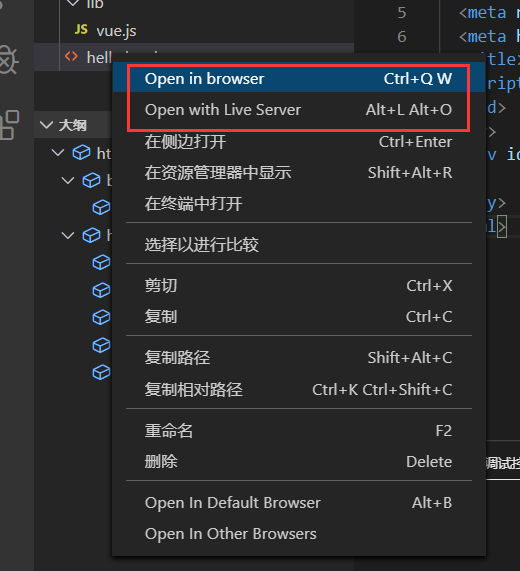 lib
JS vue.js
<> hell
5 <meta
6 <meta h
Open in browser Ctrl+Q W
Open with Live Server Alt+L Alt+O
在侧边打开 Ctrl+Enter
在资源管理器中显示 Shift+Alt+R
在终端中打开
选择以进行比较
剪切 Ctrl+X
复制 Ctrl+C
复制路径 Shift+Alt+C
复制相对路径 Ctrl+K Ctrl+Shift+C
重命名 F2
删除 Delete
Open In Default Browser Alt+B
Open In Other Browsers
大纲
ht
b
h
itle>
cript
d>
>
v id
y>
l>
调试控